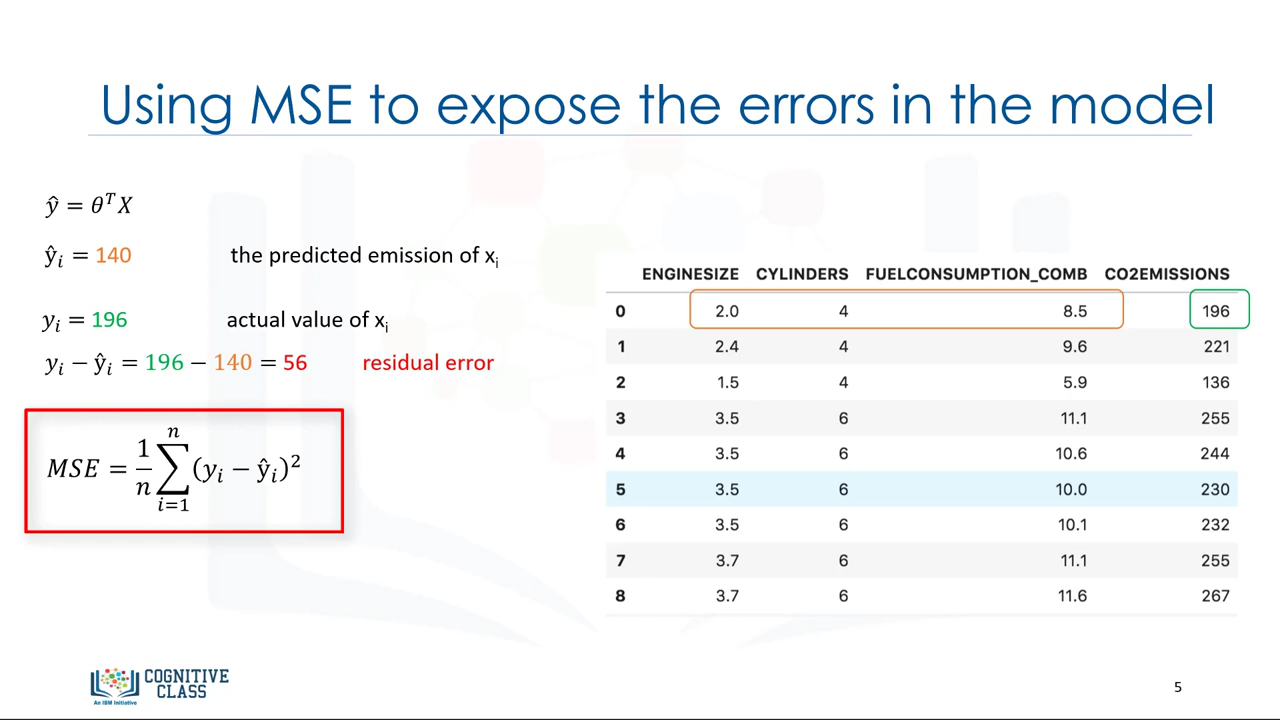 Using MSE to expose the errors in the model
ŷ = θᵀX
ŷᵢ = 140 the predicted emission of xᵢ
yᵢ = 196 actual value of xᵢ
yᵢ − ŷᵢ = 196 − 140 = 56 residual error
MSE = 1/n ∑ⁿᵢ₌₁ (yᵢ − ŷᵢ)²
ENGINESIZE CYLINDERS FUELCONSUMPTION_COMB CO2EMISSIONS
0 2.0 4 8.5 196
1 2.4 4 9.6 221
2 1.5 4 5.9 136
3 3.5 6 11.1 255
4 3.5 6 10.6 244
5 3.5 6 10.0 230
6 3.5 6 10.1 232
7 3.7 6 11.1 255
8 3.7 6 11.6 267
COGNITIVE
CLASS
An IBM Initiative
5